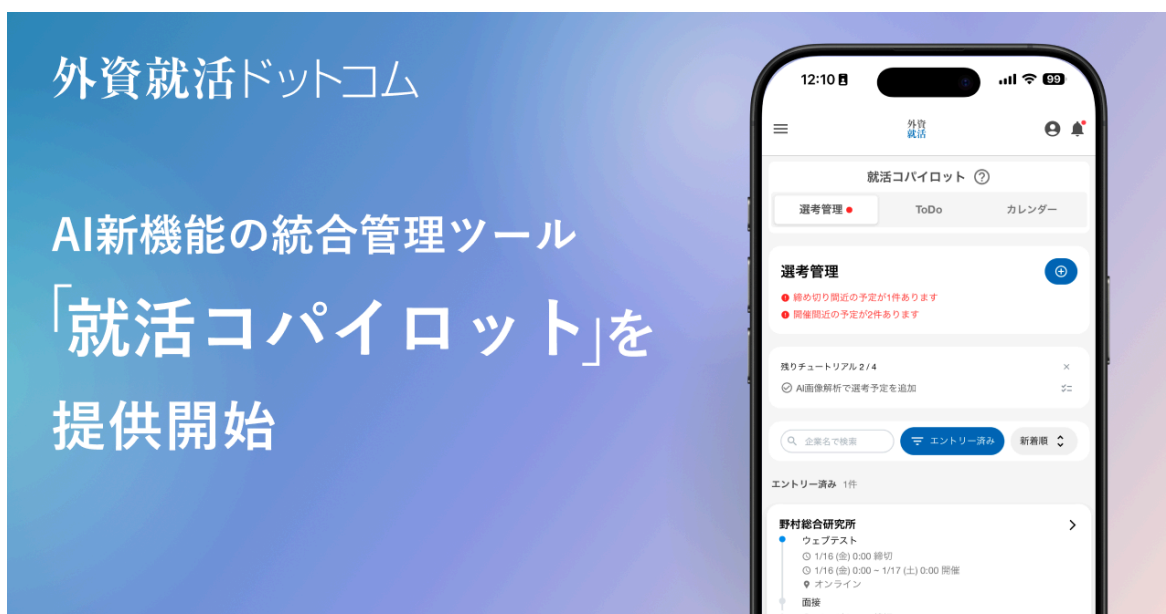 外資就活ドットコム
AI新機能の統合管理ツール
「就活コパイロット」を
提供開始
12:10
99
外資
就活
就活コパイロット ?
選考管理 ToDo カレンダー
選考管理
締め切り間近の予定が1件あります
開催間近の予定が2件あります
残りチュートリアル 2 / 4
AI画像解析で選考予定を追加
企業名で検索 エントリー済み 新着順
エントリー済み 1件
野村総合研究所
ウェブテスト
1/16 (金) 0:00 締切
1/16 (金) 0:00 ~ 1/17 (土) 0:00 開催
オンライン
面接